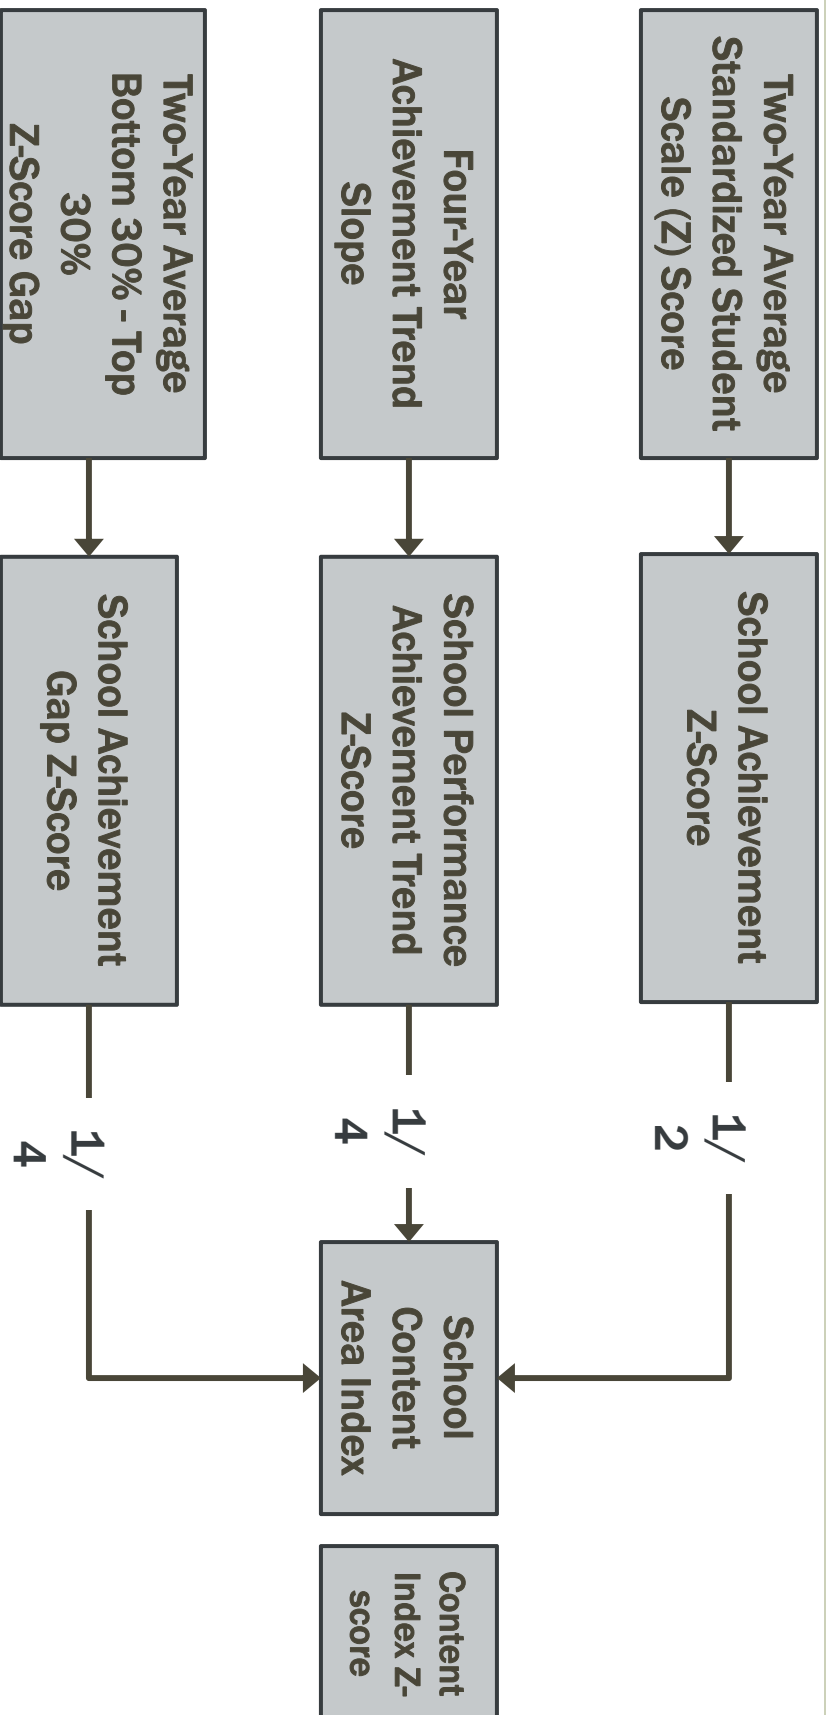 Two-Year Average
Standardized Student
Scale (Z) Score
School Achievement
Z-Score
1/
2
Four-Year
Achievement Trend
Slope
School Performance
Achievement Trend
Z-Score
1/
4
School
Content
Area Index
Content
Index Z-
score
Two-Year Average
Bottom 30% - Top
30%
Z-Score Gap
School Achievement
Gap Z-Score
1/
4